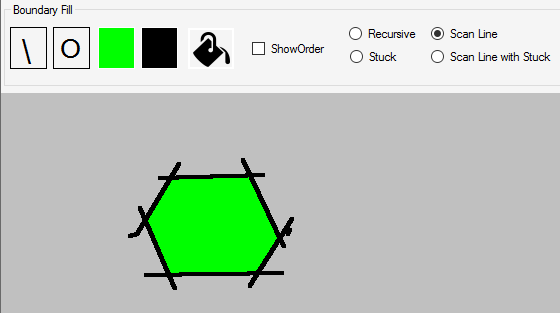 Boundary Fill
\ O ShowOrder
Recursive Scan Line
Stuck Scan Line with Stuck